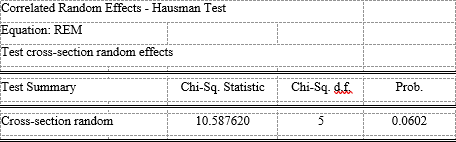 Correlated Random Effects - Hausman Test
Equation: REM
Test cross-section random effects
Test Summary Chi-Sq. Statistic Chi-Sq. d.f. Prob.
Cross-section random 10.587620 5 0.0602